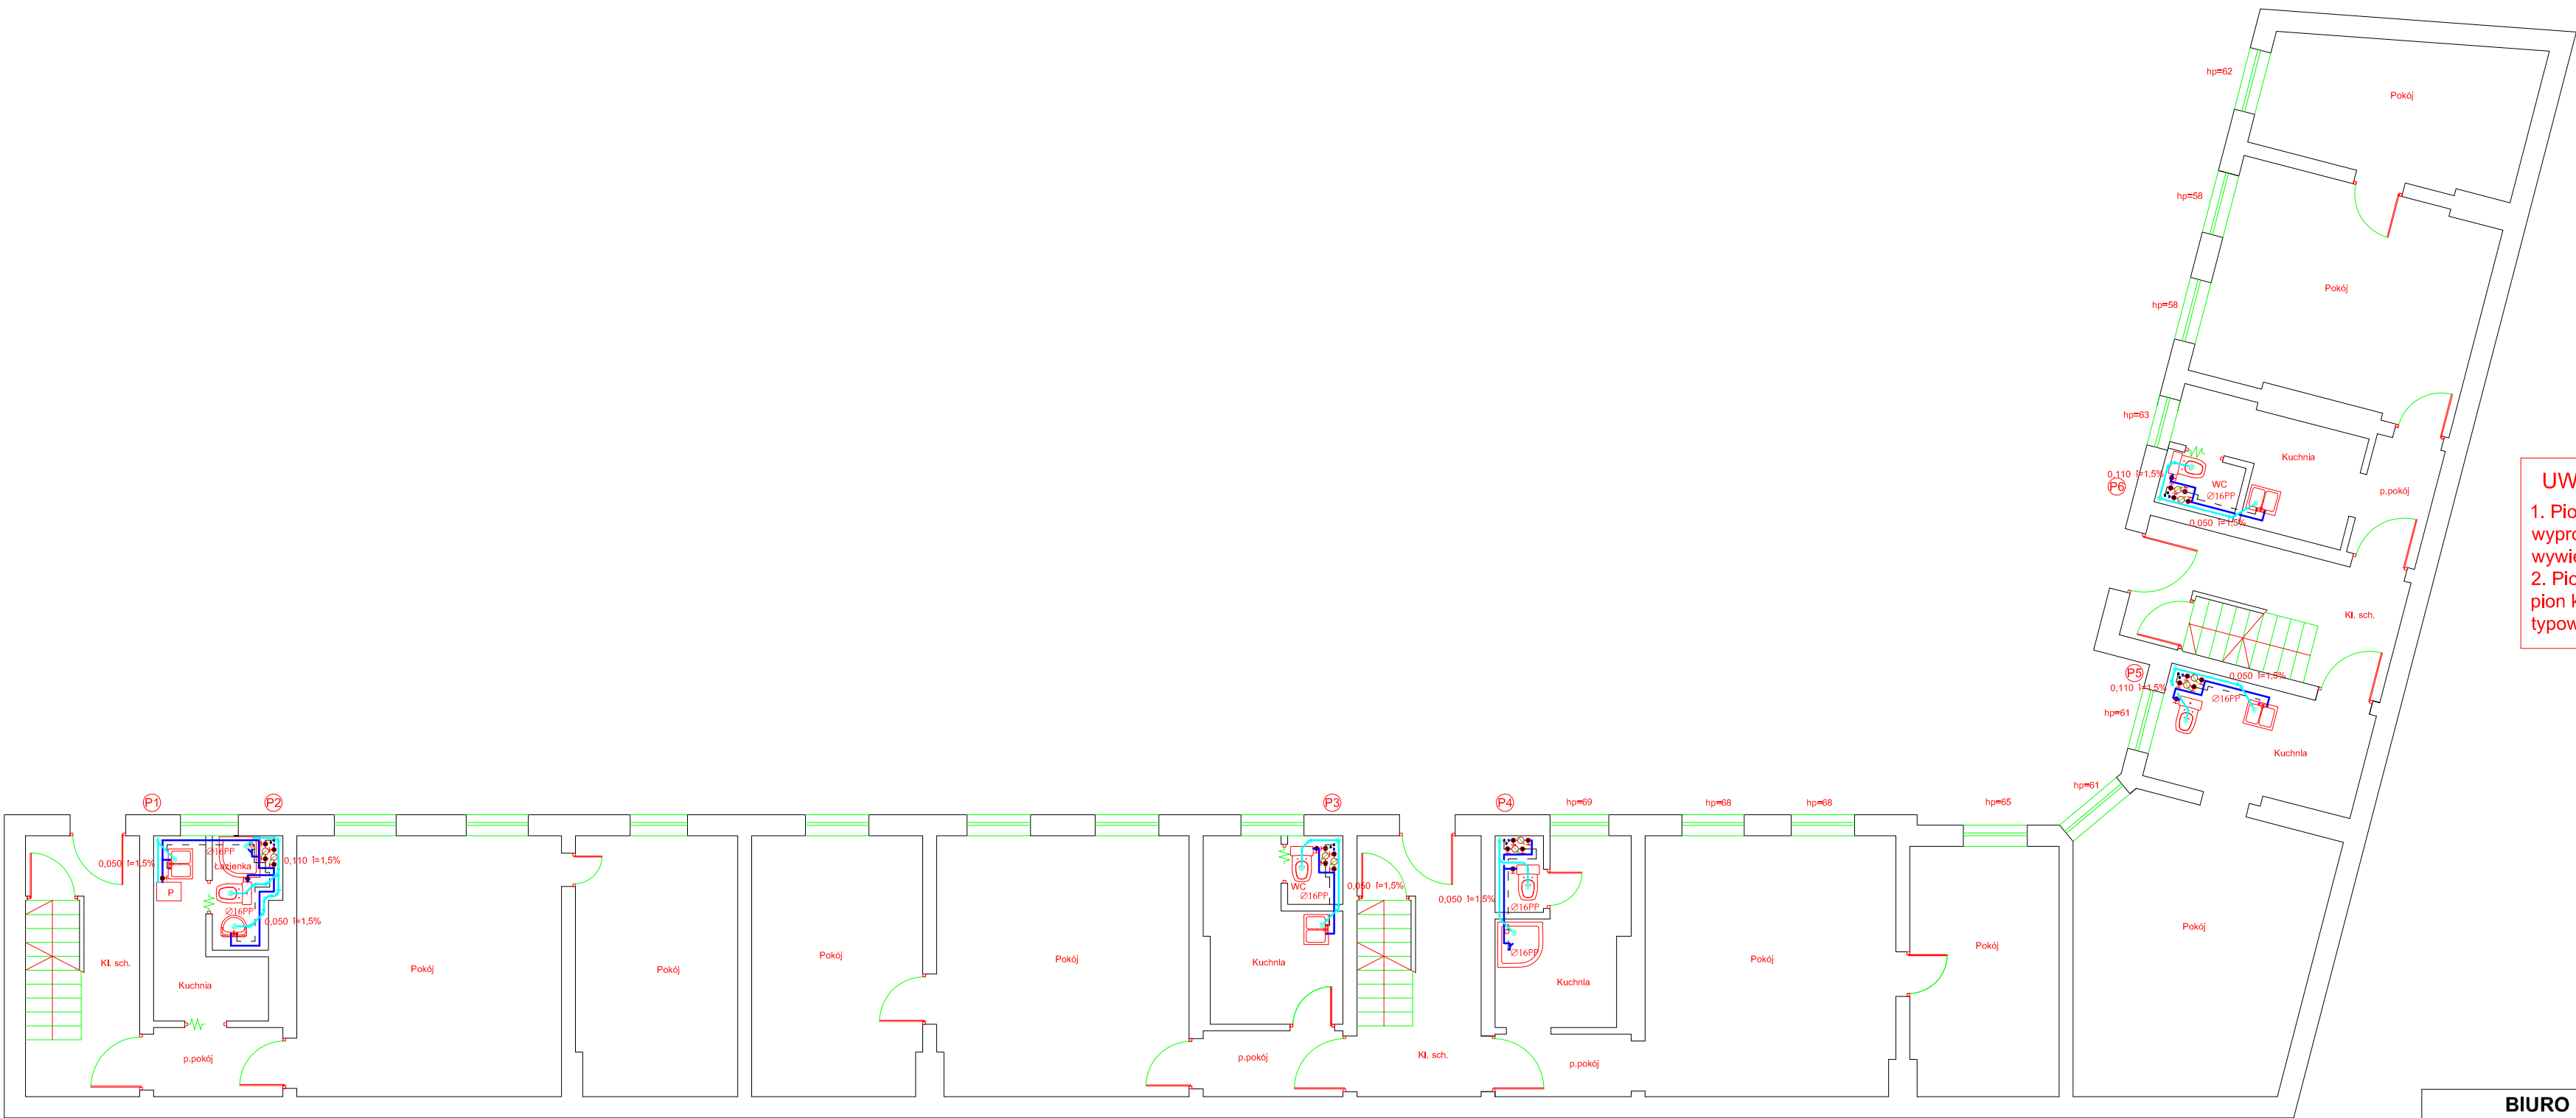 hp=62
Pokój
hp=58
Pokój
hp=58
hp=63
Kuchnia
0,110 i=1,5%
P6
WC
Ø16PP
p.pokój
0,050 i=1,5%
1. Pio
2. Pio
pion
Kl. sch.
P5
0,110 i=1,5%
0,050 i=1,5%
Ø16PP
hp=61
Kuchnia
hp=61
P1
P2
P3
P4
hp=69
hp=68
hp=68
hp=65
0,050 i=1,5%
Ø16PP
Łazienka
0,110 i=1,5%
P
Ø16PP
0,050 i=1,5%
WC
Ø16PP
0,050 i=1,5%
0,050 i=1,5%
Ø16PP
Ø16PP
Kl. sch.
Kuchnia
Pokój
Pokój
Pokój
Pokój
Kuchnia
Kuchnia
Pokój
Pokój
Pokój
p.pokój
p.pokój
Kl. sch.
p.pokój
BIURO